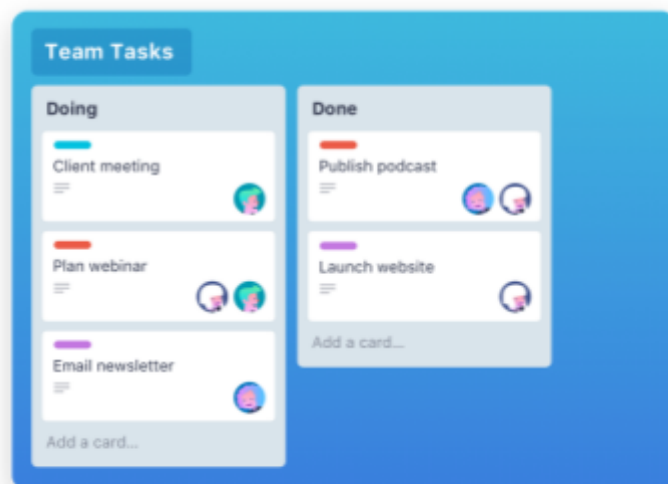 Team Tasks
Doing
Client meeting
Plan webinar
Email newsletter
Add a card...
Done
Publish podcast
Launch website
Add a card...